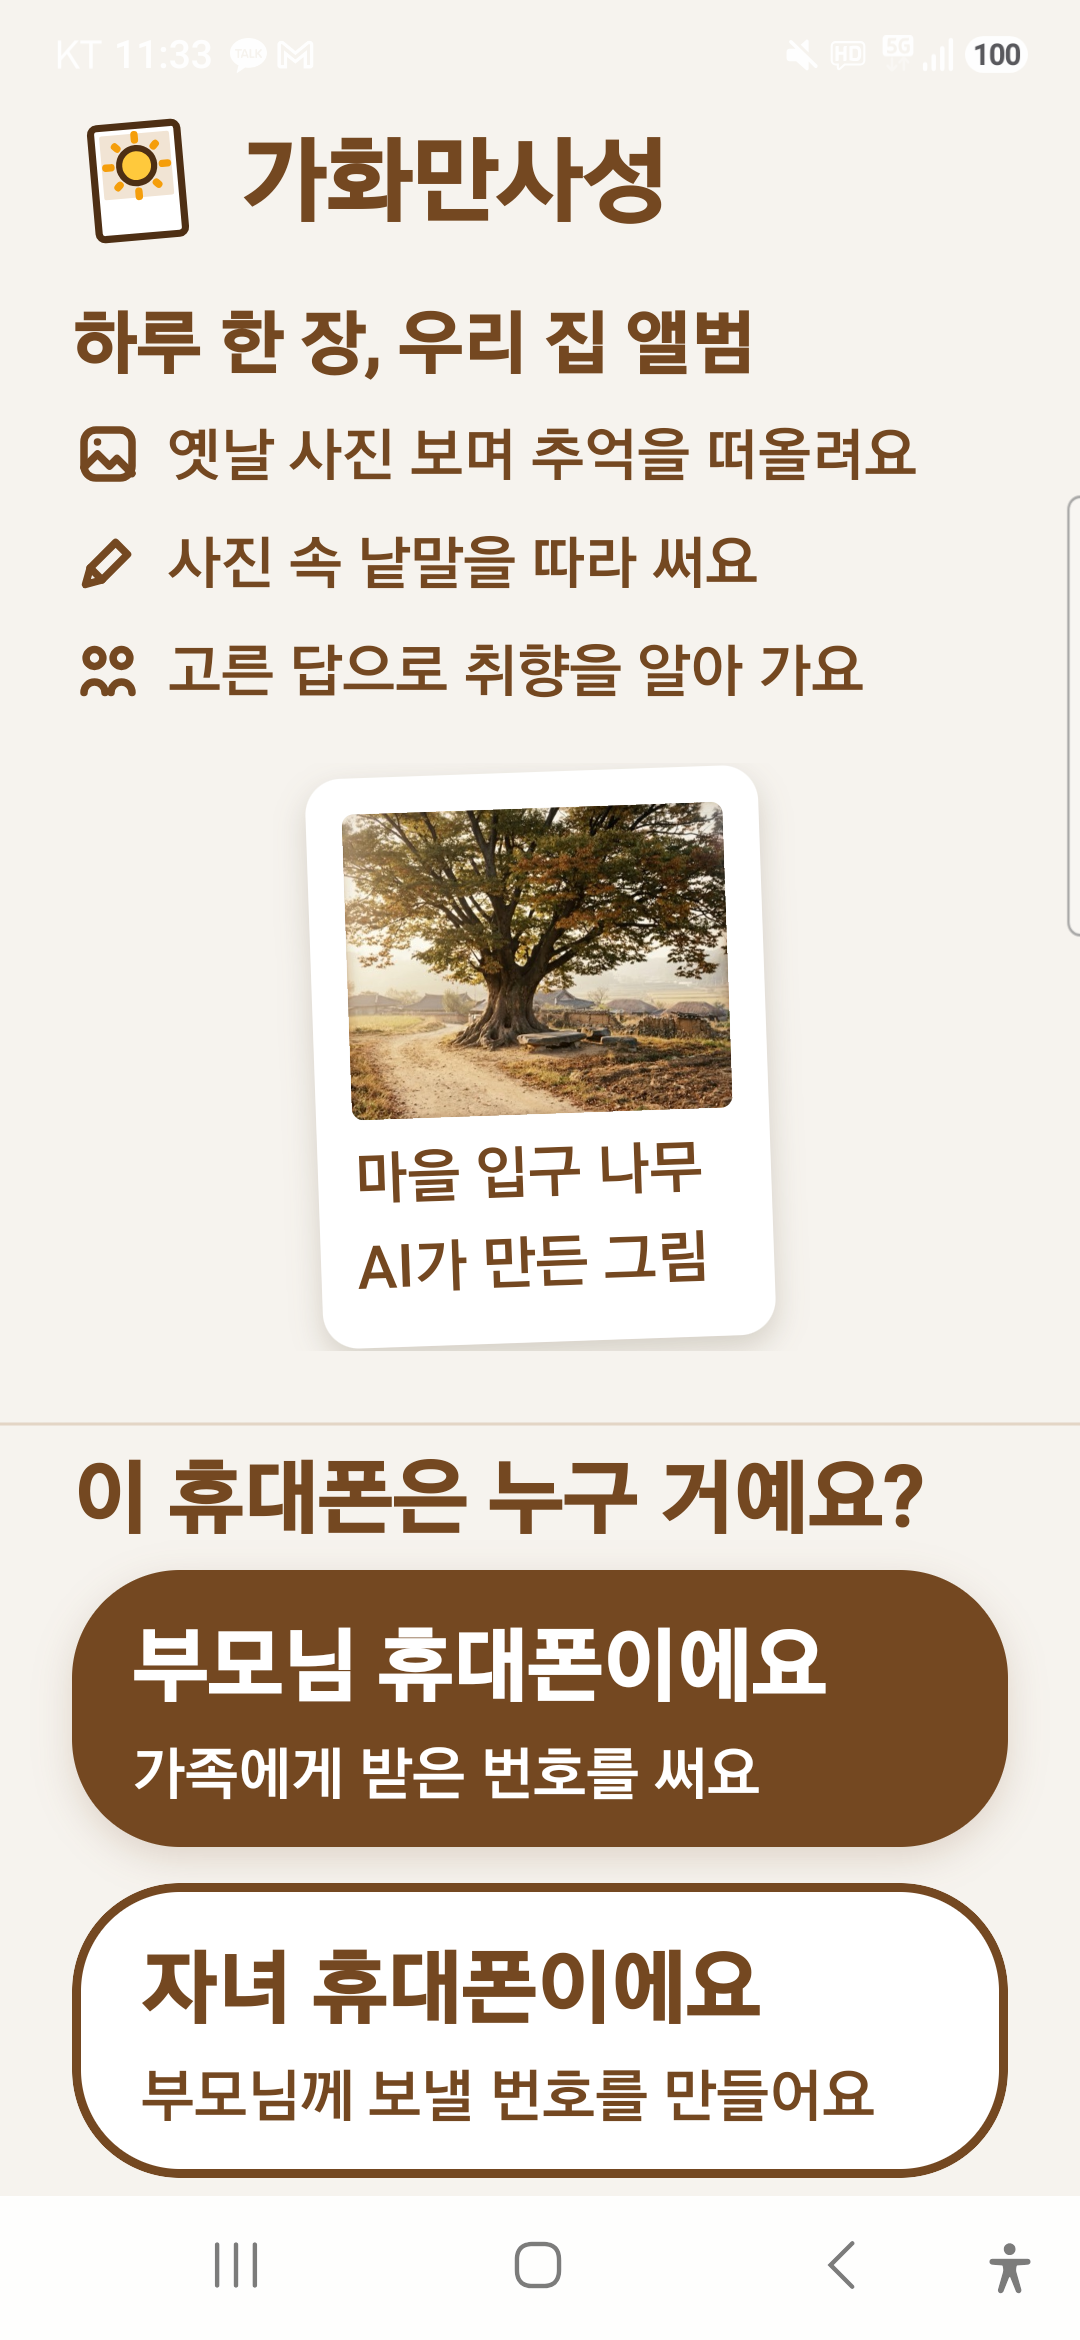 KT 11:33 TALK HD 5G 100
가화만사성
하루 한 장, 우리 집 앨범
옛날 사진 보며 추억을 떠올려요
사진 속 낱말을 따라 써요
고른 답으로 취향을 알아 가요
마을 입구 나무
AI가 만든 그림
이 휴대폰은 누구 거예요?
부모님 휴대폰이에요
가족에게 받은 번호를 써요
자녀 휴대폰이에요
부모님께 보낼 번호를 만들어요